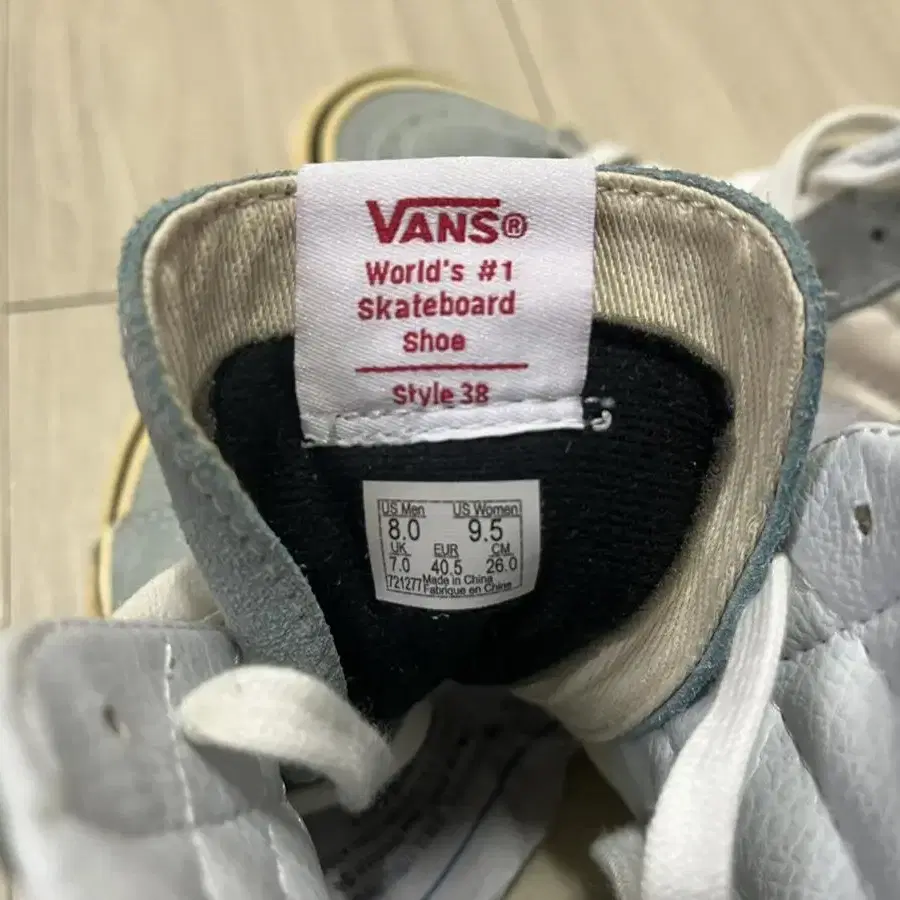 VANS®
World's #1
Skateboard
Shoe
Style 38
US Men US Women
8.0 9.5
UK EUR CM
7.0 40.5 26.0
721277 Made in China
Fabriqué en Chine